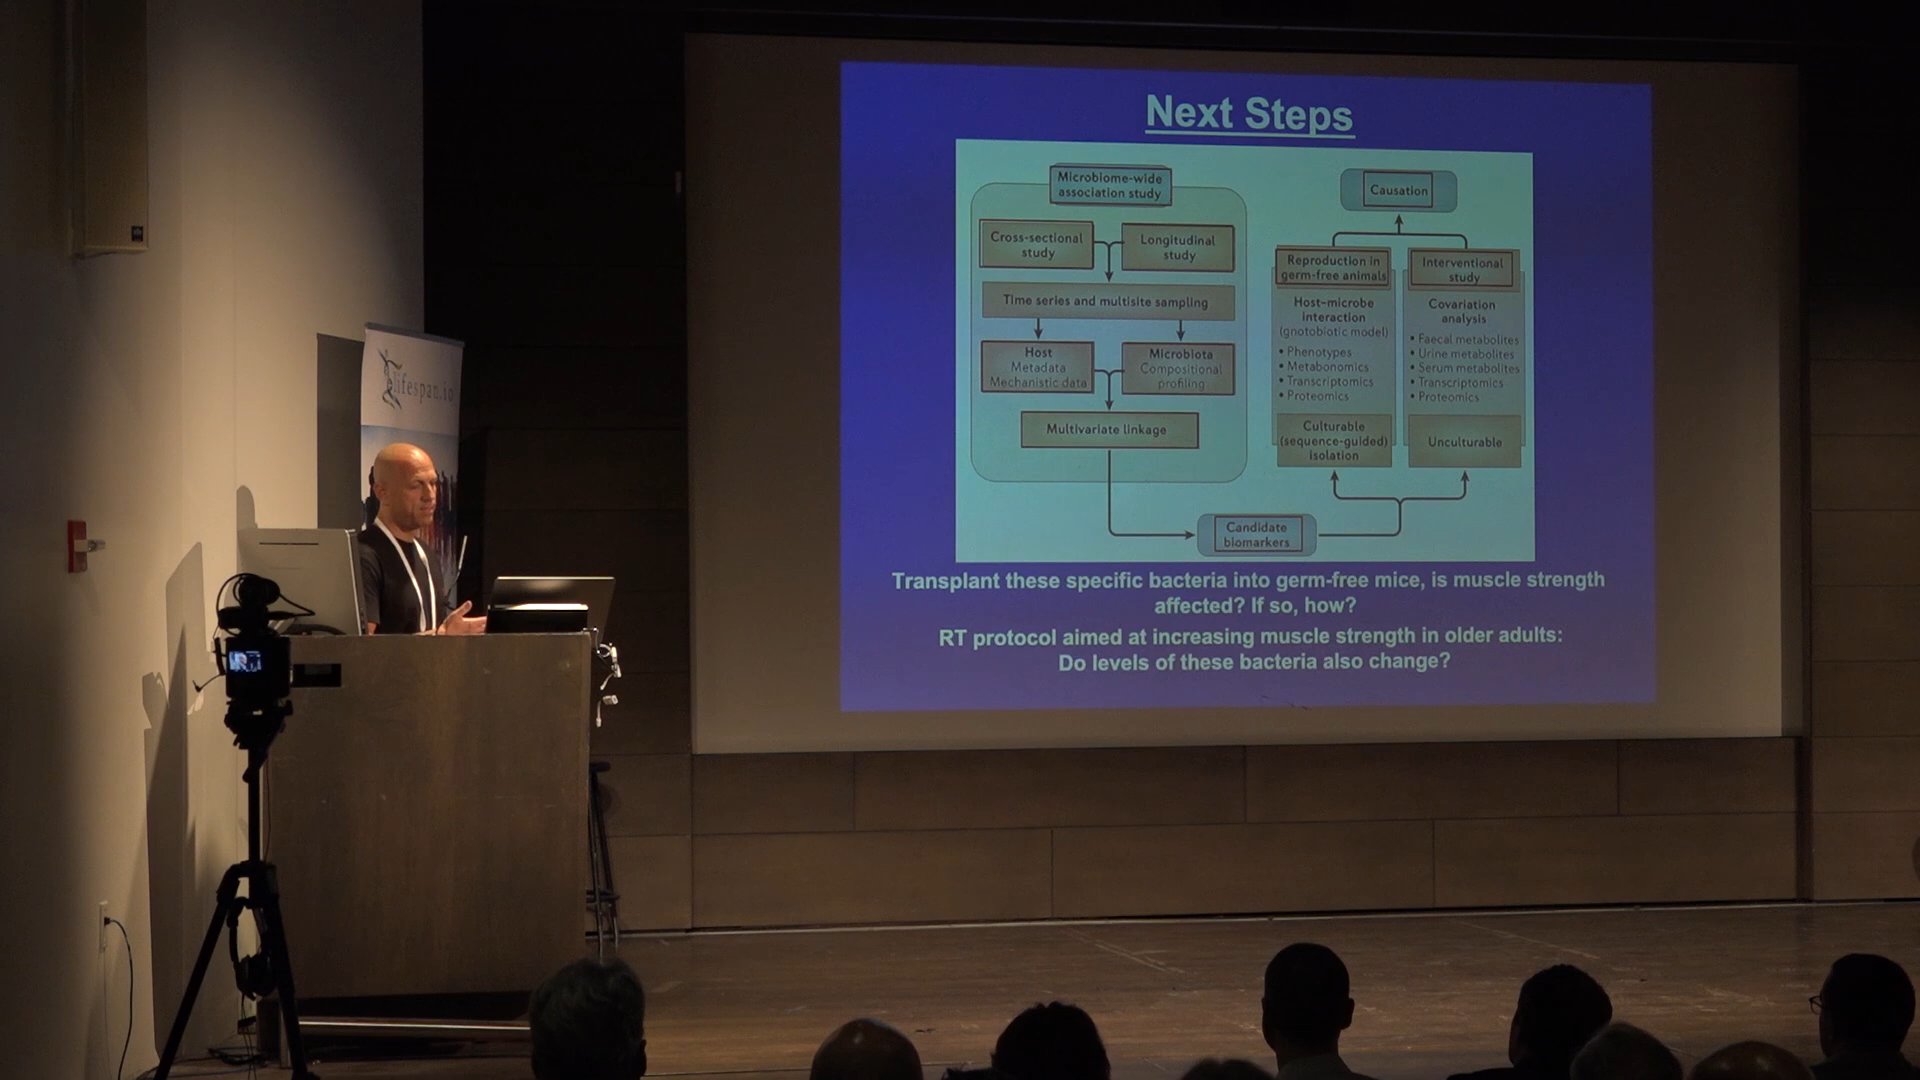 lifespan.io
Next Steps
Microbiome-wide
association study
Cross-sectional
study
Longitudinal
study
Time series and multisite sampling
Host
Metadata
Mechanistic data
Microbiota
Compositional
profiling
Multivariate linkage
Candidate
biomarkers
Causation
Reproduction in
germ-free animals
Host–microbe
interaction
(gnotobiotic model)
• Phenotypes
• Metabonomics
• Transcriptomics
• Proteomics
Culturable
(sequence-guided)
isolation
Interventional
study
Covariation
analysis
• Faecal metabolites
• Urine metabolites
• Serum metabolites
• Transcriptomics
• Proteomics
Unculturable
Transplant these specific bacteria into germ-free mice, is muscle strength
affected? If so, how?
RT protocol aimed at increasing muscle strength in older adults:
Do levels of these bacteria also change?